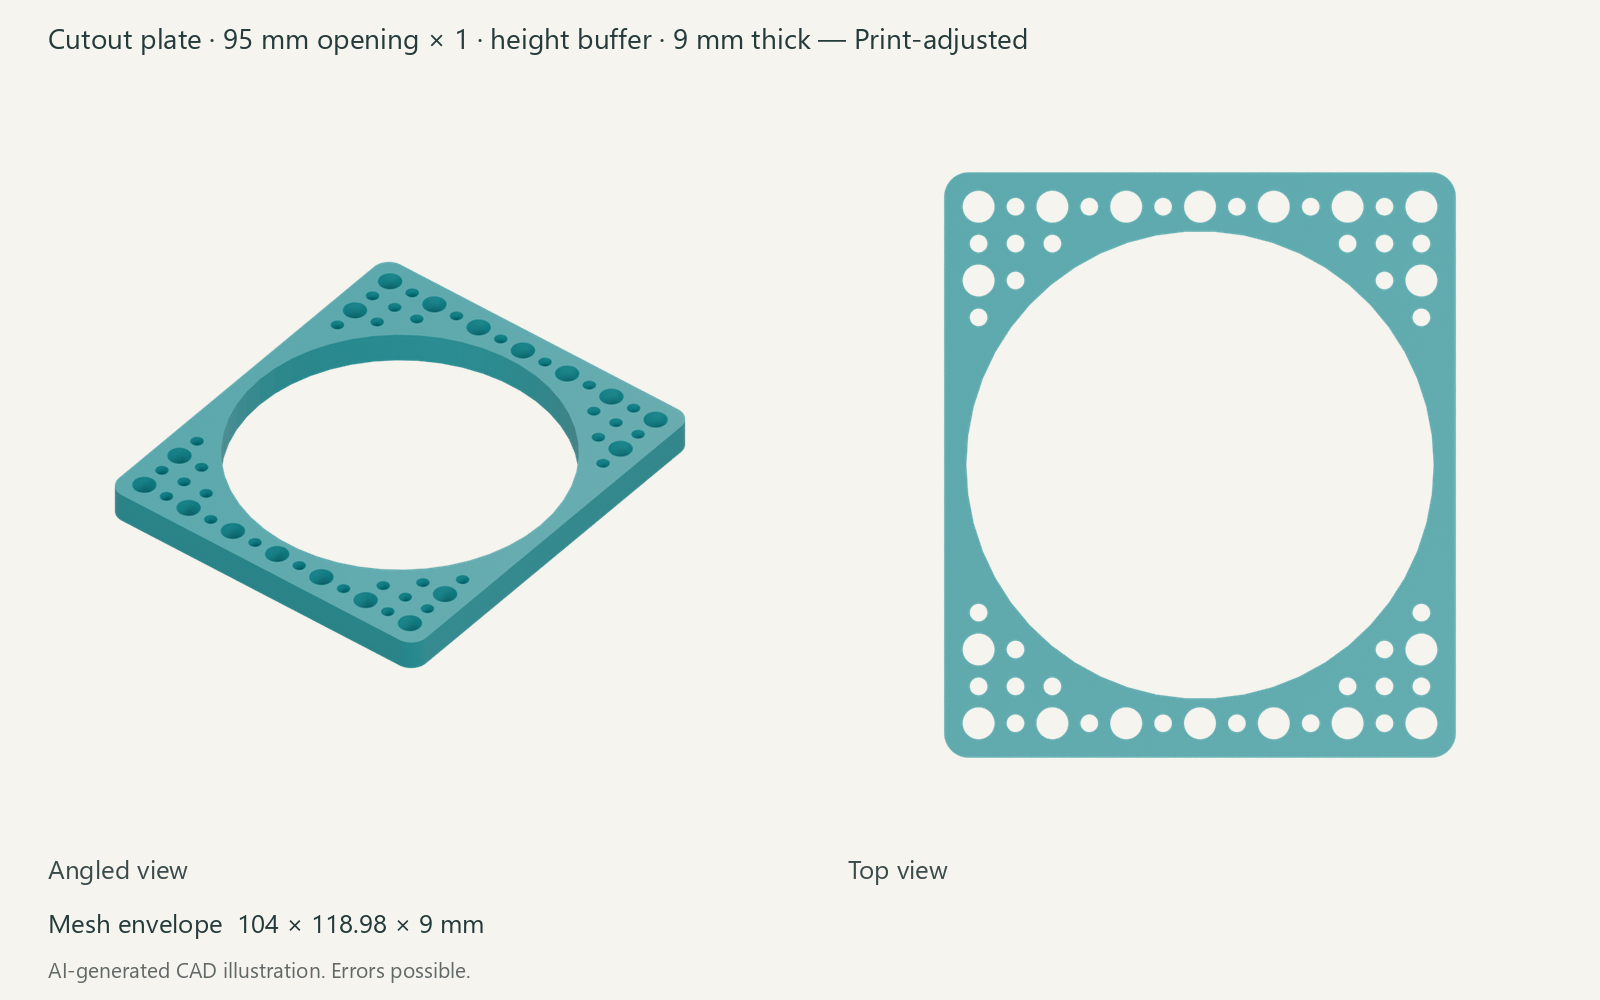 Cutout plate · 95 mm opening × 1 · height buffer · 9 mm thick — Print-adjusted
Angled view
Top view
Mesh envelope 104 × 118.98 × 9 mm
AI-generated CAD illustration. Errors possible.